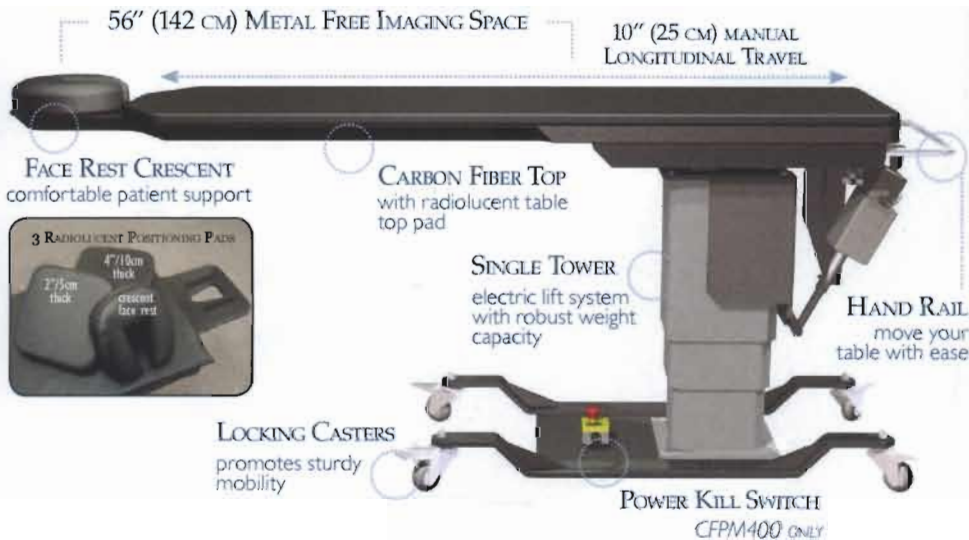 56" (142 CM) METAL FREE IMAGING SPACE
10" (25 CM) MANUAL
LONGITUDINAL TRAVEL
FACE REST CRESCENT
comfortable patient support
CARBON FIBER TOP
with radiolucent table
top pad
3 RADIOLUCENT POSITIONING PADS
4"/10cm
thick
2"/5cm
thick
crescent
face rest
SINGLE TOWER
electric lift system
with robust weight
capacity
HAND RAIL
move your
table with ease
LOCKING CASTERS
promotes sturdy
mobility
POWER KILL SWITCH
CFPM400 ONLY